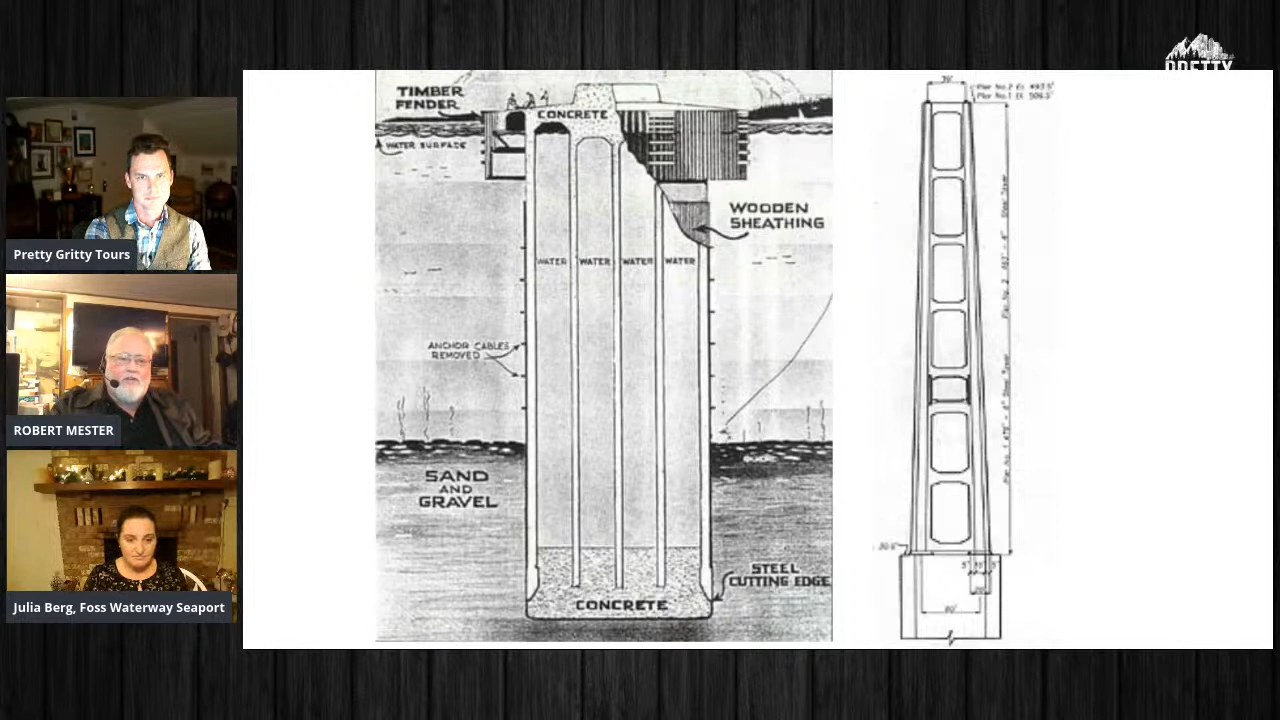 PRETTY
Pretty Gritty Tours
ROBERT MESTER
Julia Berg, Foss Waterway Seaport
TIMBER
FENDER
CONCRETE
WATER SURFACE
WOODEN
SHEATHING
WATER
WATER
WATER
WATER
ANCHOR CABLES
REMOVED
SAND
AND
GRAVEL
STEEL
CUTTING EDGE
CONCRETE